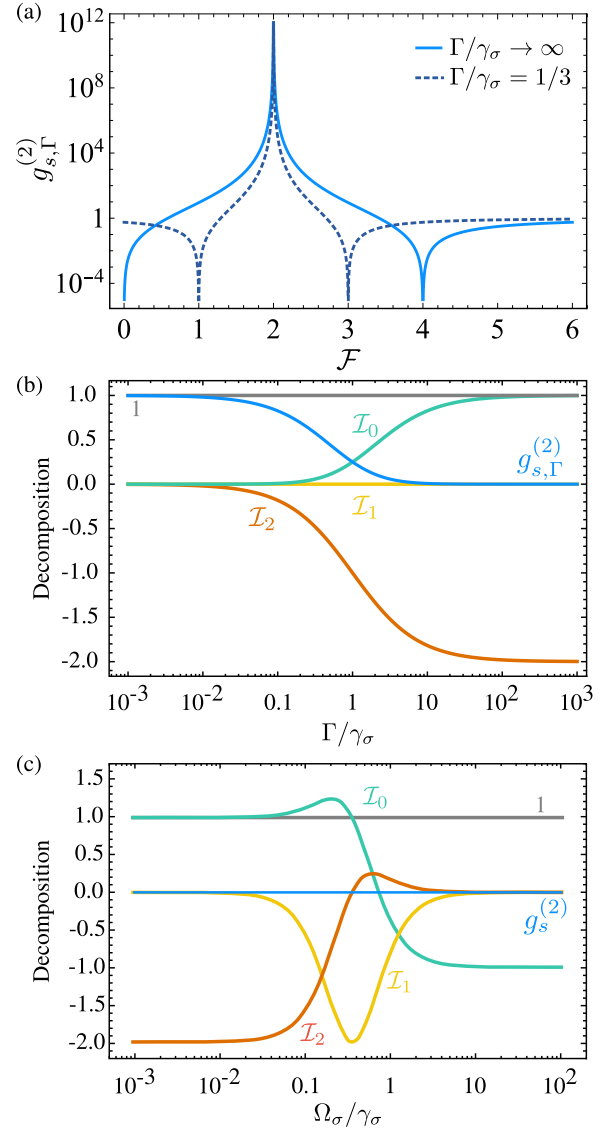 (a)
10^12
10^8
10^4
1
10^-4
g_{s,Γ}^{(2)}
Γ/γ_σ → ∞
Γ/γ_σ = 1/3
0 1 2 3 4 5 6
ℱ
(b)
1.0
0.5
0.0
-0.5
-1.0
-1.5
-2.0
Decomposition
1
ℐ_0
g_{s,Γ}^{(2)}
ℐ_1
ℐ_2
10^-3 10^-2 0.1 1 10 10^2 10^3
Γ/γ_σ
(c)
1.5
1.0
0.5
0.0
-0.5
-1.0
-1.5
-2.0
Decomposition
ℐ_0
1
g_s^{(2)}
ℐ_1
ℐ_2
10^-3 10^-2 0.1 1 10 10^2
Ω_σ/γ_σ